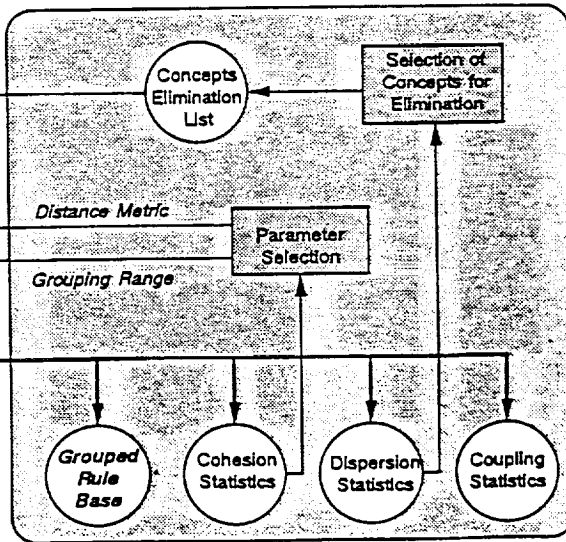 Concepts
Elimination
List
Selection of
Concepts for
Elimination
Distance Metric
Parameter
Selection
Grouping Range
Grouped
Rule
Base
Cohesion
Statistics
Dispersion
Statistics
Coupling
Statistics